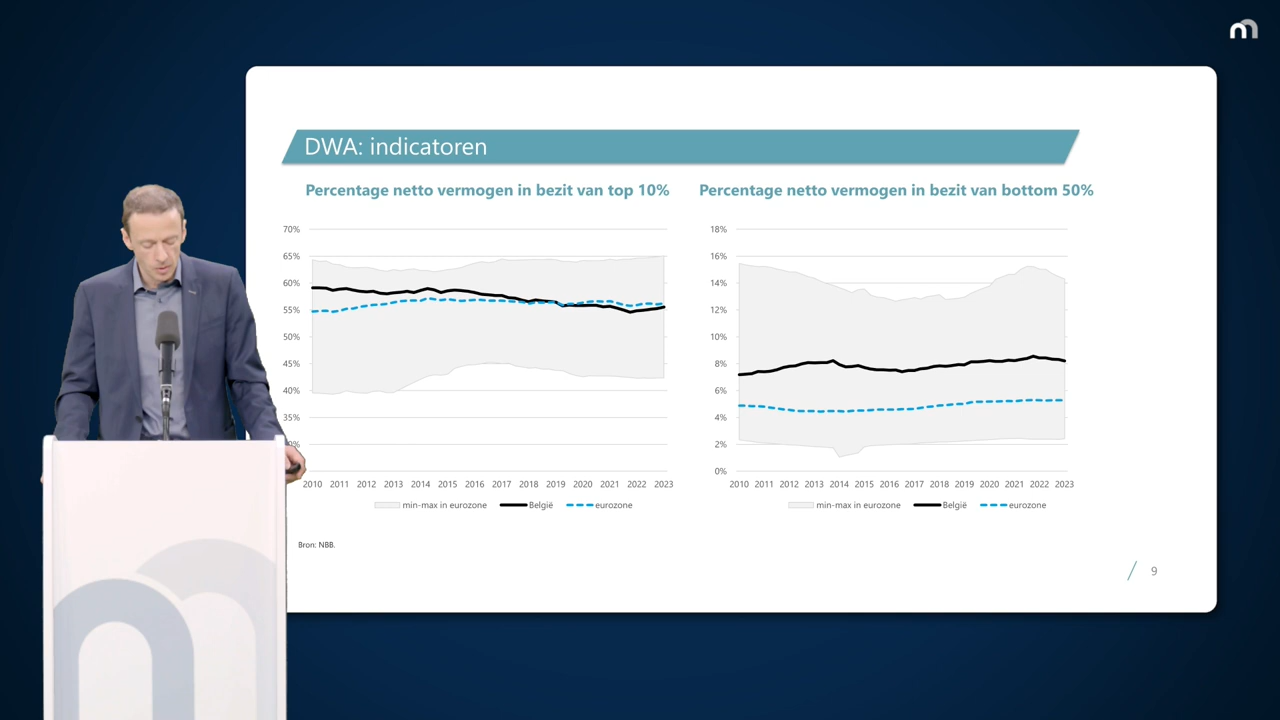 DWA: indicatoren
Percentage netto vermogen in bezit van top 10%
70%
65%
60%
55%
50%
45%
40%
35%
2010 2011 2012 2013 2014 2015 2016 2017 2018 2019 2020 2021 2022 2023
min-max in eurozone België eurozone
Percentage netto vermogen in bezit van bottom 50%
18%
16%
14%
12%
10%
8%
6%
4%
2%
0%
2010 2011 2012 2013 2014 2015 2016 2017 2018 2019 2020 2021 2022 2023
min-max in eurozone België eurozone
Bron: NBB.
9